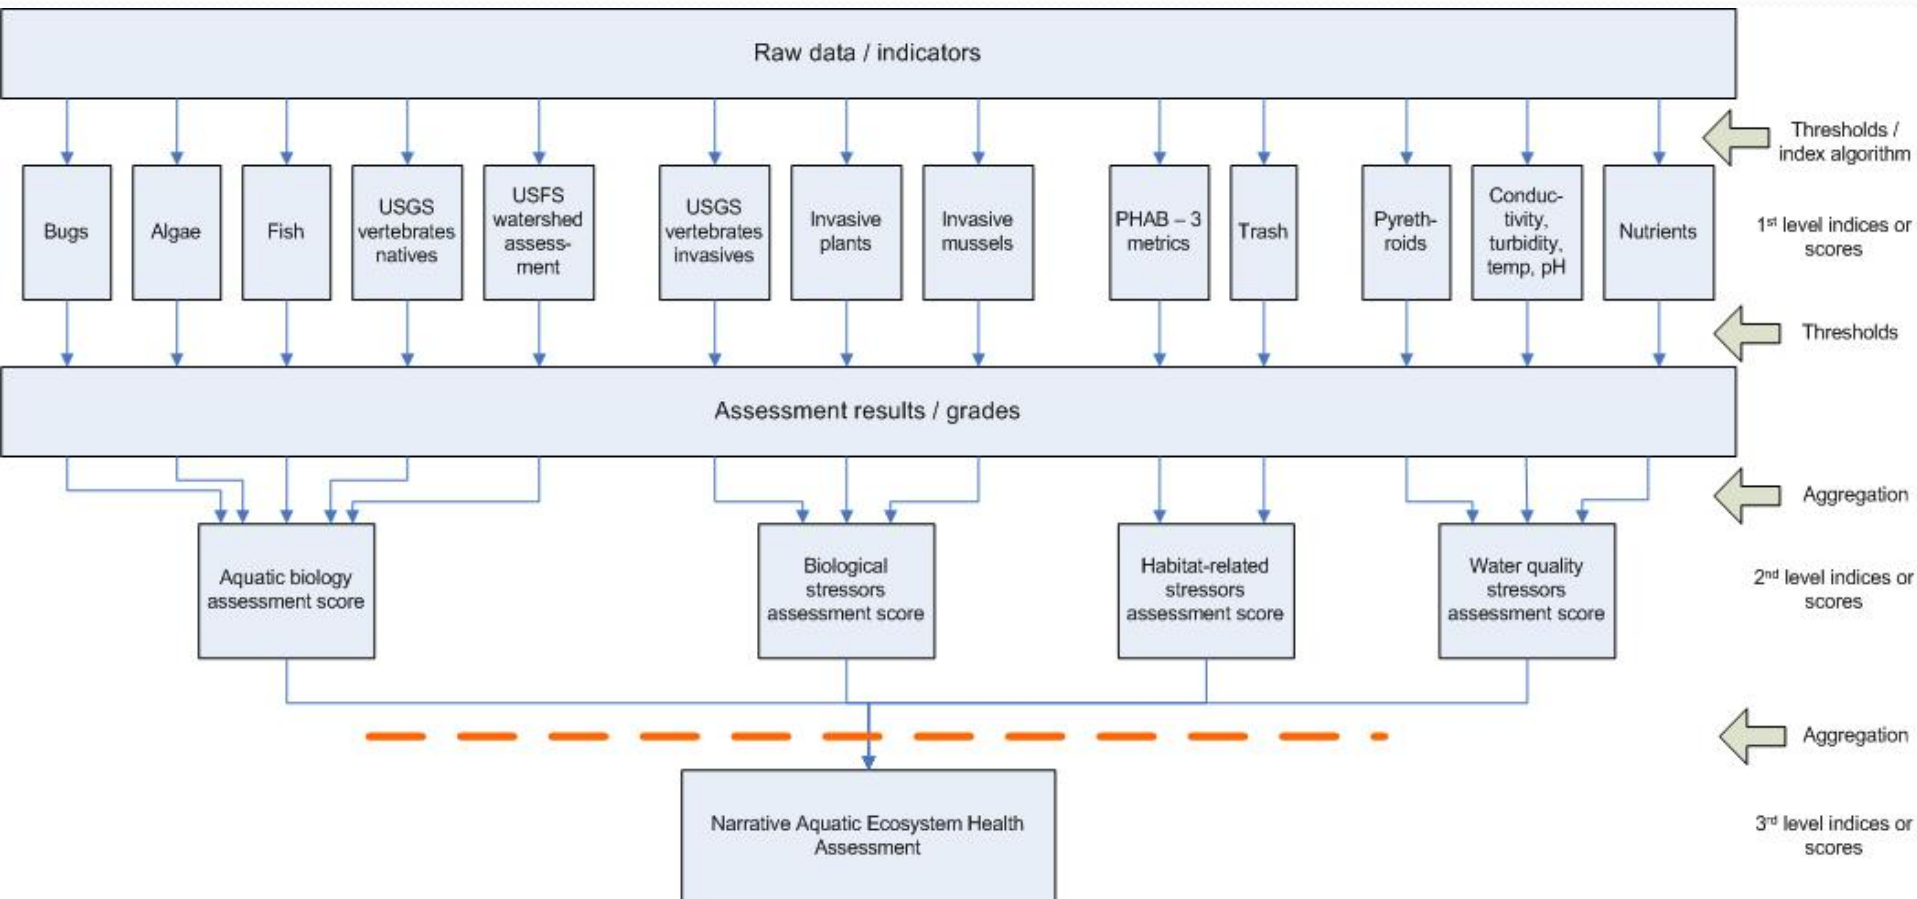 Raw data / indicators
Thresholds /
index algorithm
Bugs
Algae
Fish
USGS
vertebrates
natives
USFS
watershed
assess-
ment
USGS
vertebrates
invasives
Invasive
plants
Invasive
mussels
PHAB – 3
metrics
Trash
Pyreth-
roids
Conduc-
tivity,
turbidity,
temp, pH
Nutrients
1st level indices or
scores
Thresholds
Assessment results / grades
Aggregation
Aquatic biology
assessment score
Biological
stressors
assessment score
Habitat-related
stressors
assessment score
Water quality
stressors
assessment score
2nd level indices or
scores
Aggregation
Narrative Aquatic Ecosystem Health
Assessment
3rd level indices or
scores